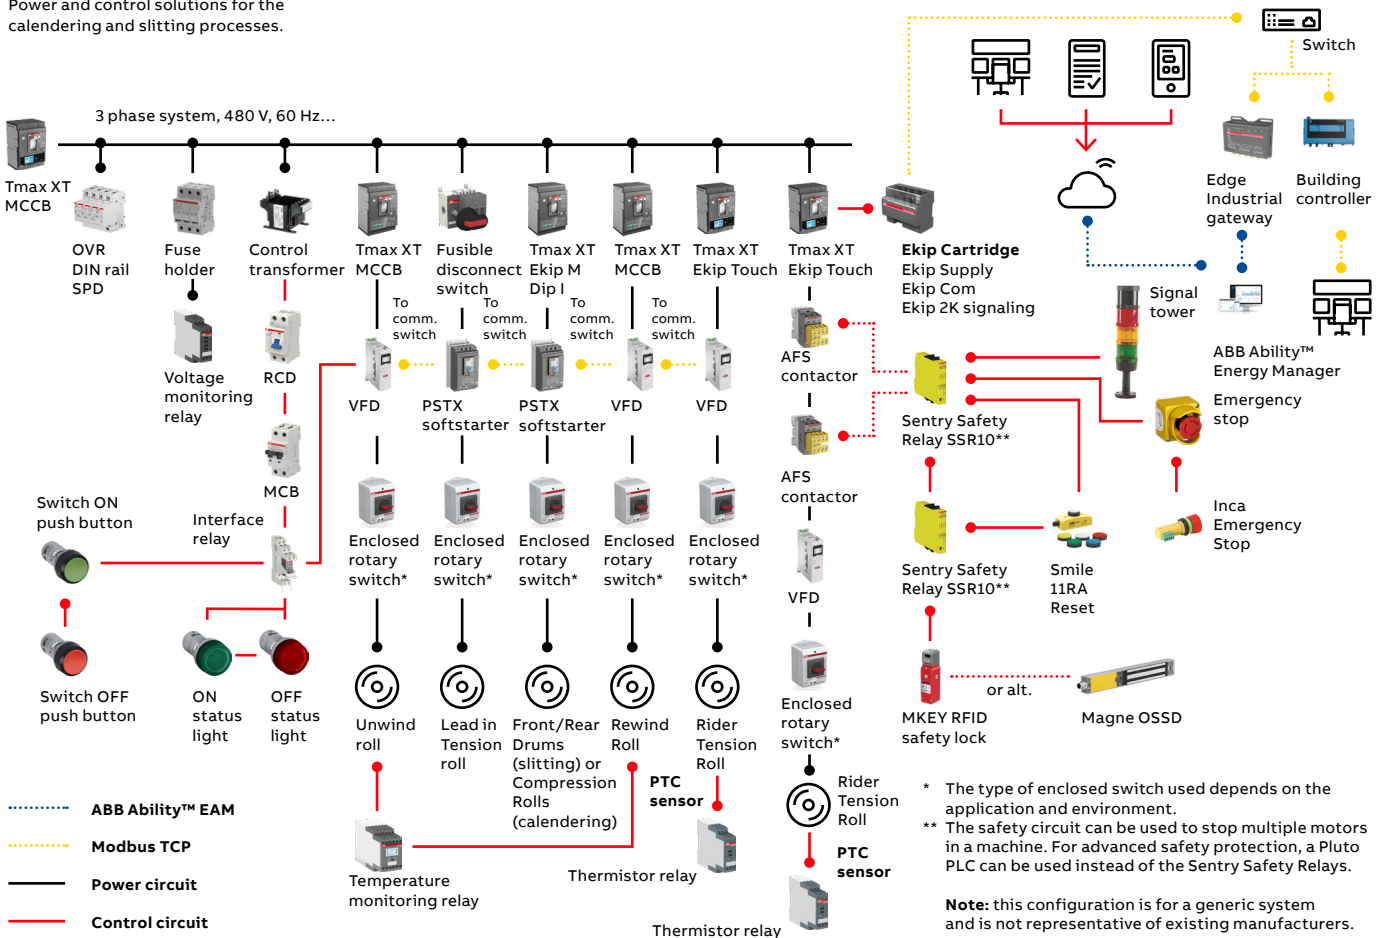 Power and control solutions for the
calendering and slitting processes.
Switch
3 phase system, 480 V, 60 Hz...
Tmax XT
MCCB
OVR
DIN rail
SPD
Fuse
holder
Control
transformer
Tmax XT
MCCB
Fusible
disconnect
switch
Tmax XT
Ekip M
Dip I
Tmax XT
MCCB
Tmax XT
Ekip Touch
Tmax XT
Ekip Touch
Ekip Cartridge
Ekip Supply
Ekip Com
Ekip 2K signaling
Edge
Industrial
gateway
Building
controller
Signal
tower
ABB Ability™
Energy Manager
To
comm.
switch
To
comm.
switch
To
comm.
switch
To
comm.
switch
Voltage
monitoring
relay
RCD
VFD
PSTX
softstarter
PSTX
softstarter
VFD
VFD
AFS
contactor
AFS
contactor
Sentry Safety
Relay SSR10**
Emergency
stop
MCB
Switch ON
push button
Interface
relay
Enclosed
rotary
switch*
Enclosed
rotary
switch*
Enclosed
rotary
switch*
Enclosed
rotary
switch*
Enclosed
rotary
switch*
VFD
Sentry Safety
Relay SSR10**
Smile
11RA
Reset
Inca
Emergency
Stop
Switch OFF
push button
ON
status
light
OFF
status
light
Unwind
roll
Lead in
Tension
roll
Front/Rear
Drums
(slitting) or
Compression
Rolls
(calendering)
Rewind
Roll
Rider
Tension
Roll
Enclosed
rotary
switch*
MKEY RFID
safety lock
or alt.
Magne OSSD
PTC
sensor
Rider
Tension
Roll
PTC
sensor
Temperature
monitoring relay
Thermistor relay
Thermistor relay
ABB Ability™ EAM
Modbus TCP
Power circuit
Control circuit
* The type of enclosed switch used depends on the
application and environment.
** The safety circuit can be used to stop multiple motors
in a machine. For advanced safety protection, a Pluto
PLC can be used instead of the Sentry Safety Relays.
Note: this configuration is for a generic system
and is not representative of existing manufacturers.